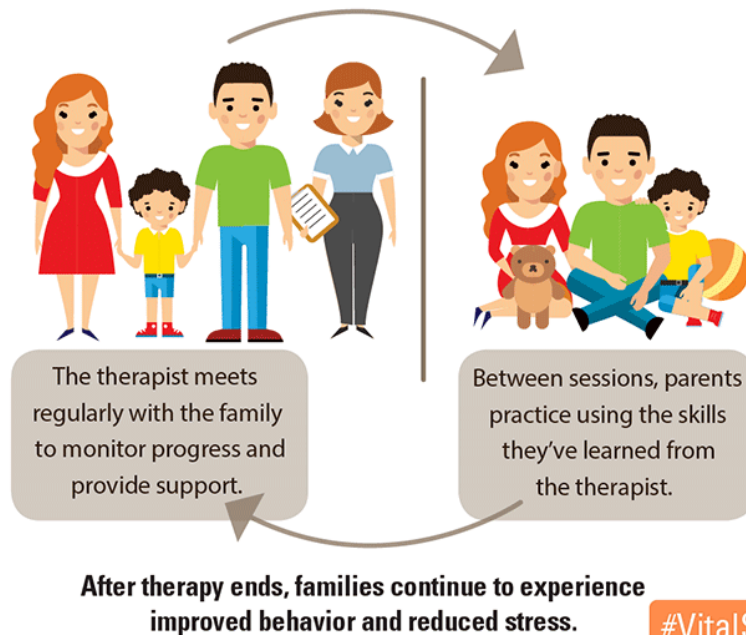 The therapist meets
regularly with the family
to monitor progress and
provide support.
Between sessions, parents
practice using the skills
they've learned from
the therapist.
After therapy ends, families continue to experience
improved behavior and reduced stress.